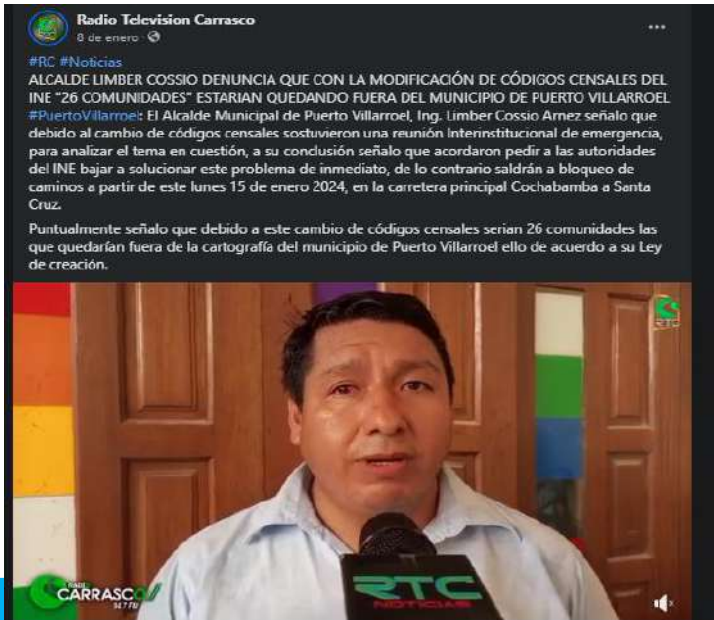 Radio Television Carrasco
8 de enero
#RC #Noticias
ALCALDE LIMBER COSSIO DENUNCIA QUE CON LA MODIFICACIÓN DE CÓDIGOS CENSALES DEL
INE "26 COMUNIDADES" ESTARIAN QUEDANDO FUERA DEL MUNICIPIO DE PUERTO VILLARROEL
#PuertoVillarroel: El Alcalde Municipal de Puerto Villarroel, Ing. Limber Cossio Arnez señalo que
debido al cambio de códigos censales sostuvieron una reunión Interinstitucional de emergencia,
para analizar el tema en cuestión, a su conclusión señalo que acordaron pedir a las autoridades
del INE bajar a solucionar este problema de inmediato, de lo contrario saldrán a bloqueo de
caminos a partir de este lunes 15 de enero 2024, en la carretera principal Cochabamba a Santa
Cruz.
Puntualmente señalo que debido a este cambio de códigos censales serian 26 comunidades las
que quedarían fuera de la cartografía del municipio de Puerto Villarroel ello de acuerdo a su Ley
de creación.
RTC
RADIO
CARRASCO
94.7 FM
RTC
NOTICIAS